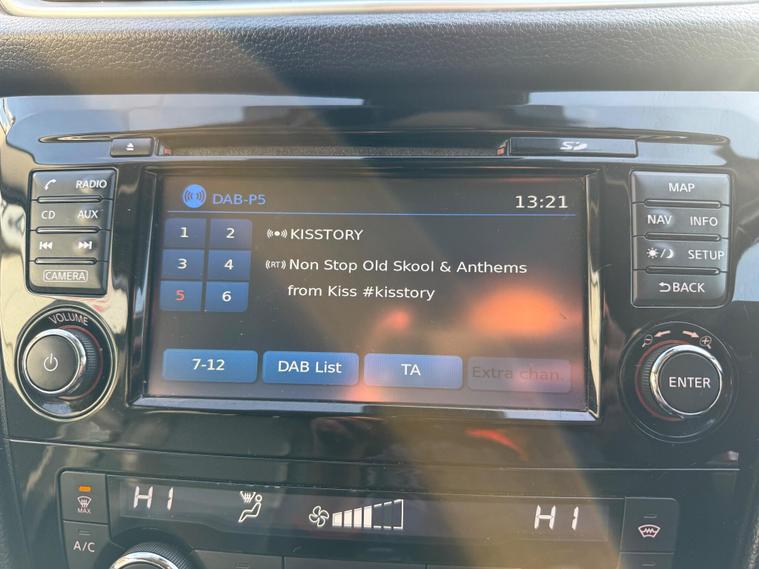 SD
RADIO
CD AUX
CAMERA
VOLUME
DAB-P5 13:21
1 2
3 4
5 6
KISSTORY
(RT) Non Stop Old Skool & Anthems
from Kiss #kisstory
7-12 DAB List TA Extra chan.
MAP
NAV INFO
SETUP
BACK
ENTER
MAX
A/C
HI HI